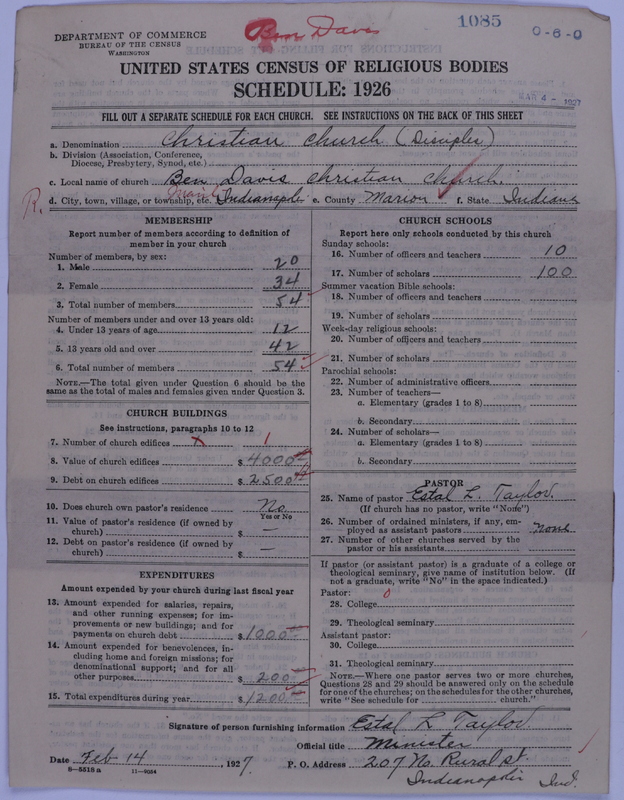 Ben Davis
1085
0-6-0
DEPARTMENT OF COMMERCE
BUREAU OF THE CENSUS
WASHINGTON
UNITED STATES CENSUS OF RELIGIOUS BODIES
SCHEDULE: 1926
MAR 4 - 1927
FILL OUT A SEPARATE SCHEDULE FOR EACH CHURCH. SEE INSTRUCTIONS ON THE BACK OF THIS SHEET
a. Denomination Christian Church (Disciples)
b. Division (Association, Conference, Diocese, Presbytery, Synod, etc.)
c. Local name of church Ben Davis Christian Church.
R. d. City, town, village, or township, etc. Indianapolis e. County Marion f. State Indiana
MEMBERSHIP
Report number of members according to definition of member in your church
Number of members, by sex:
1. Male 20
2. Female 34
3. Total number of members 54
Number of members under and over 13 years old:
4. Under 13 years of age 12
5. 13 years old and over 42
6. Total number of members 54
NOTE.—The total given under Question 6 should be the same as the total of males and females given under Question 3.
CHURCH BUILDINGS
See instructions, paragraphs 10 to 12
7. Number of church edifices x 1
8. Value of church edifices $ 4000
9. Debt on church edifices $ 2500
10. Does church own pastor's residence No
Yes or No
11. Value of pastor's residence (if owned by church) $ —
12. Debt on pastor's residence (if owned by church) $ —
EXPENDITURES
Amount expended by your church during last fiscal year
13. Amount expended for salaries, repairs, and other running expenses; for improvements or new buildings; and for payments on church debt $ 1000
14. Amount expended for benevolences, including home and foreign missions; for denominational support; and for all other purposes $ 200
15. Total expenditures during year $ 1200
CHURCH SCHOOLS
Report here only schools conducted by this church
Sunday schools:
16. Number of officers and teachers 10
17. Number of scholars 100
Summer vacation Bible schools:
18. Number of officers and teachers
19. Number of scholars
Week-day religious schools:
20. Number of officers and teachers
21. Number of scholars
Parochial schools:
22. Number of administrative officers
23. Number of teachers—
a. Elementary (grades 1 to 8)
b. Secondary
24. Number of scholars—
a. Elementary (grades 1 to 8)
b. Secondary
PASTOR
25. Name of pastor Estal L. Taylor.
(If church has no pastor, write "None")
26. Number of ordained ministers, if any, employed as assistant pastors none
27. Number of other churches served by the pastor or his assistants
If pastor (or assistant pastor) is a graduate of a college or theological seminary, give name of institution below. (If not a graduate, write "No" in the space indicated.)
Pastor: 0
28. College
29. Theological seminary
Assistant pastor:
30. College
31. Theological seminary
NOTE.—Where one pastor serves two or more churches, Questions 28 and 29 should be answered only on the schedule for one of the churches; on the schedules for the other churches, write "See schedule for church."
Signature of person furnishing information Estal L Taylor
Official title Minister
Date Feb 14, 1927. P. O. Address 207 No. Rural st.
8—5518 a 11—9054
Indianapolis Ind.